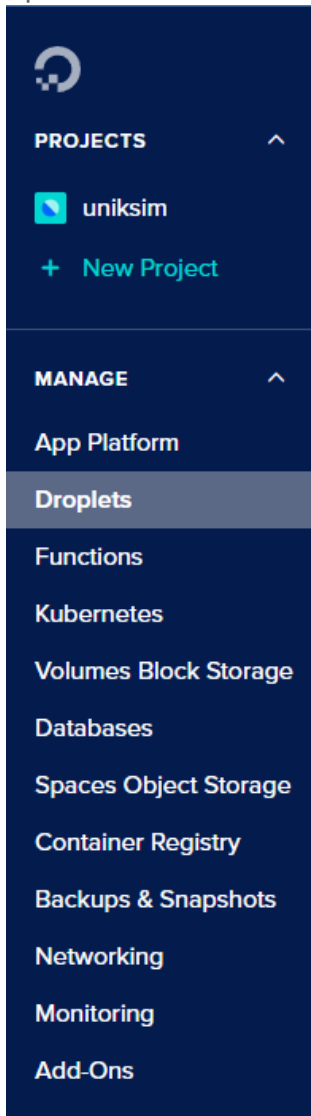 PROJECTS
uniksim
+ New Project
MANAGE
App Platform
Droplets
Functions
Kubernetes
Volumes Block Storage
Databases
Spaces Object Storage
Container Registry
Backups & Snapshots
Networking
Monitoring
Add-Ons